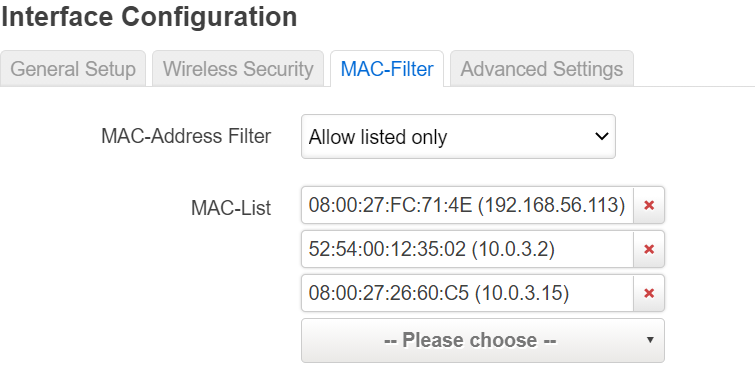 Interface Configuration
General Setup Wireless Security MAC-Filter Advanced Settings
MAC-Address Filter Allow listed only
MAC-List 08:00:27:FC:71:4E (192.168.56.113)
52:54:00:12:35:02 (10.0.3.2)
08:00:27:26:60:C5 (10.0.3.15)
-- Please choose --